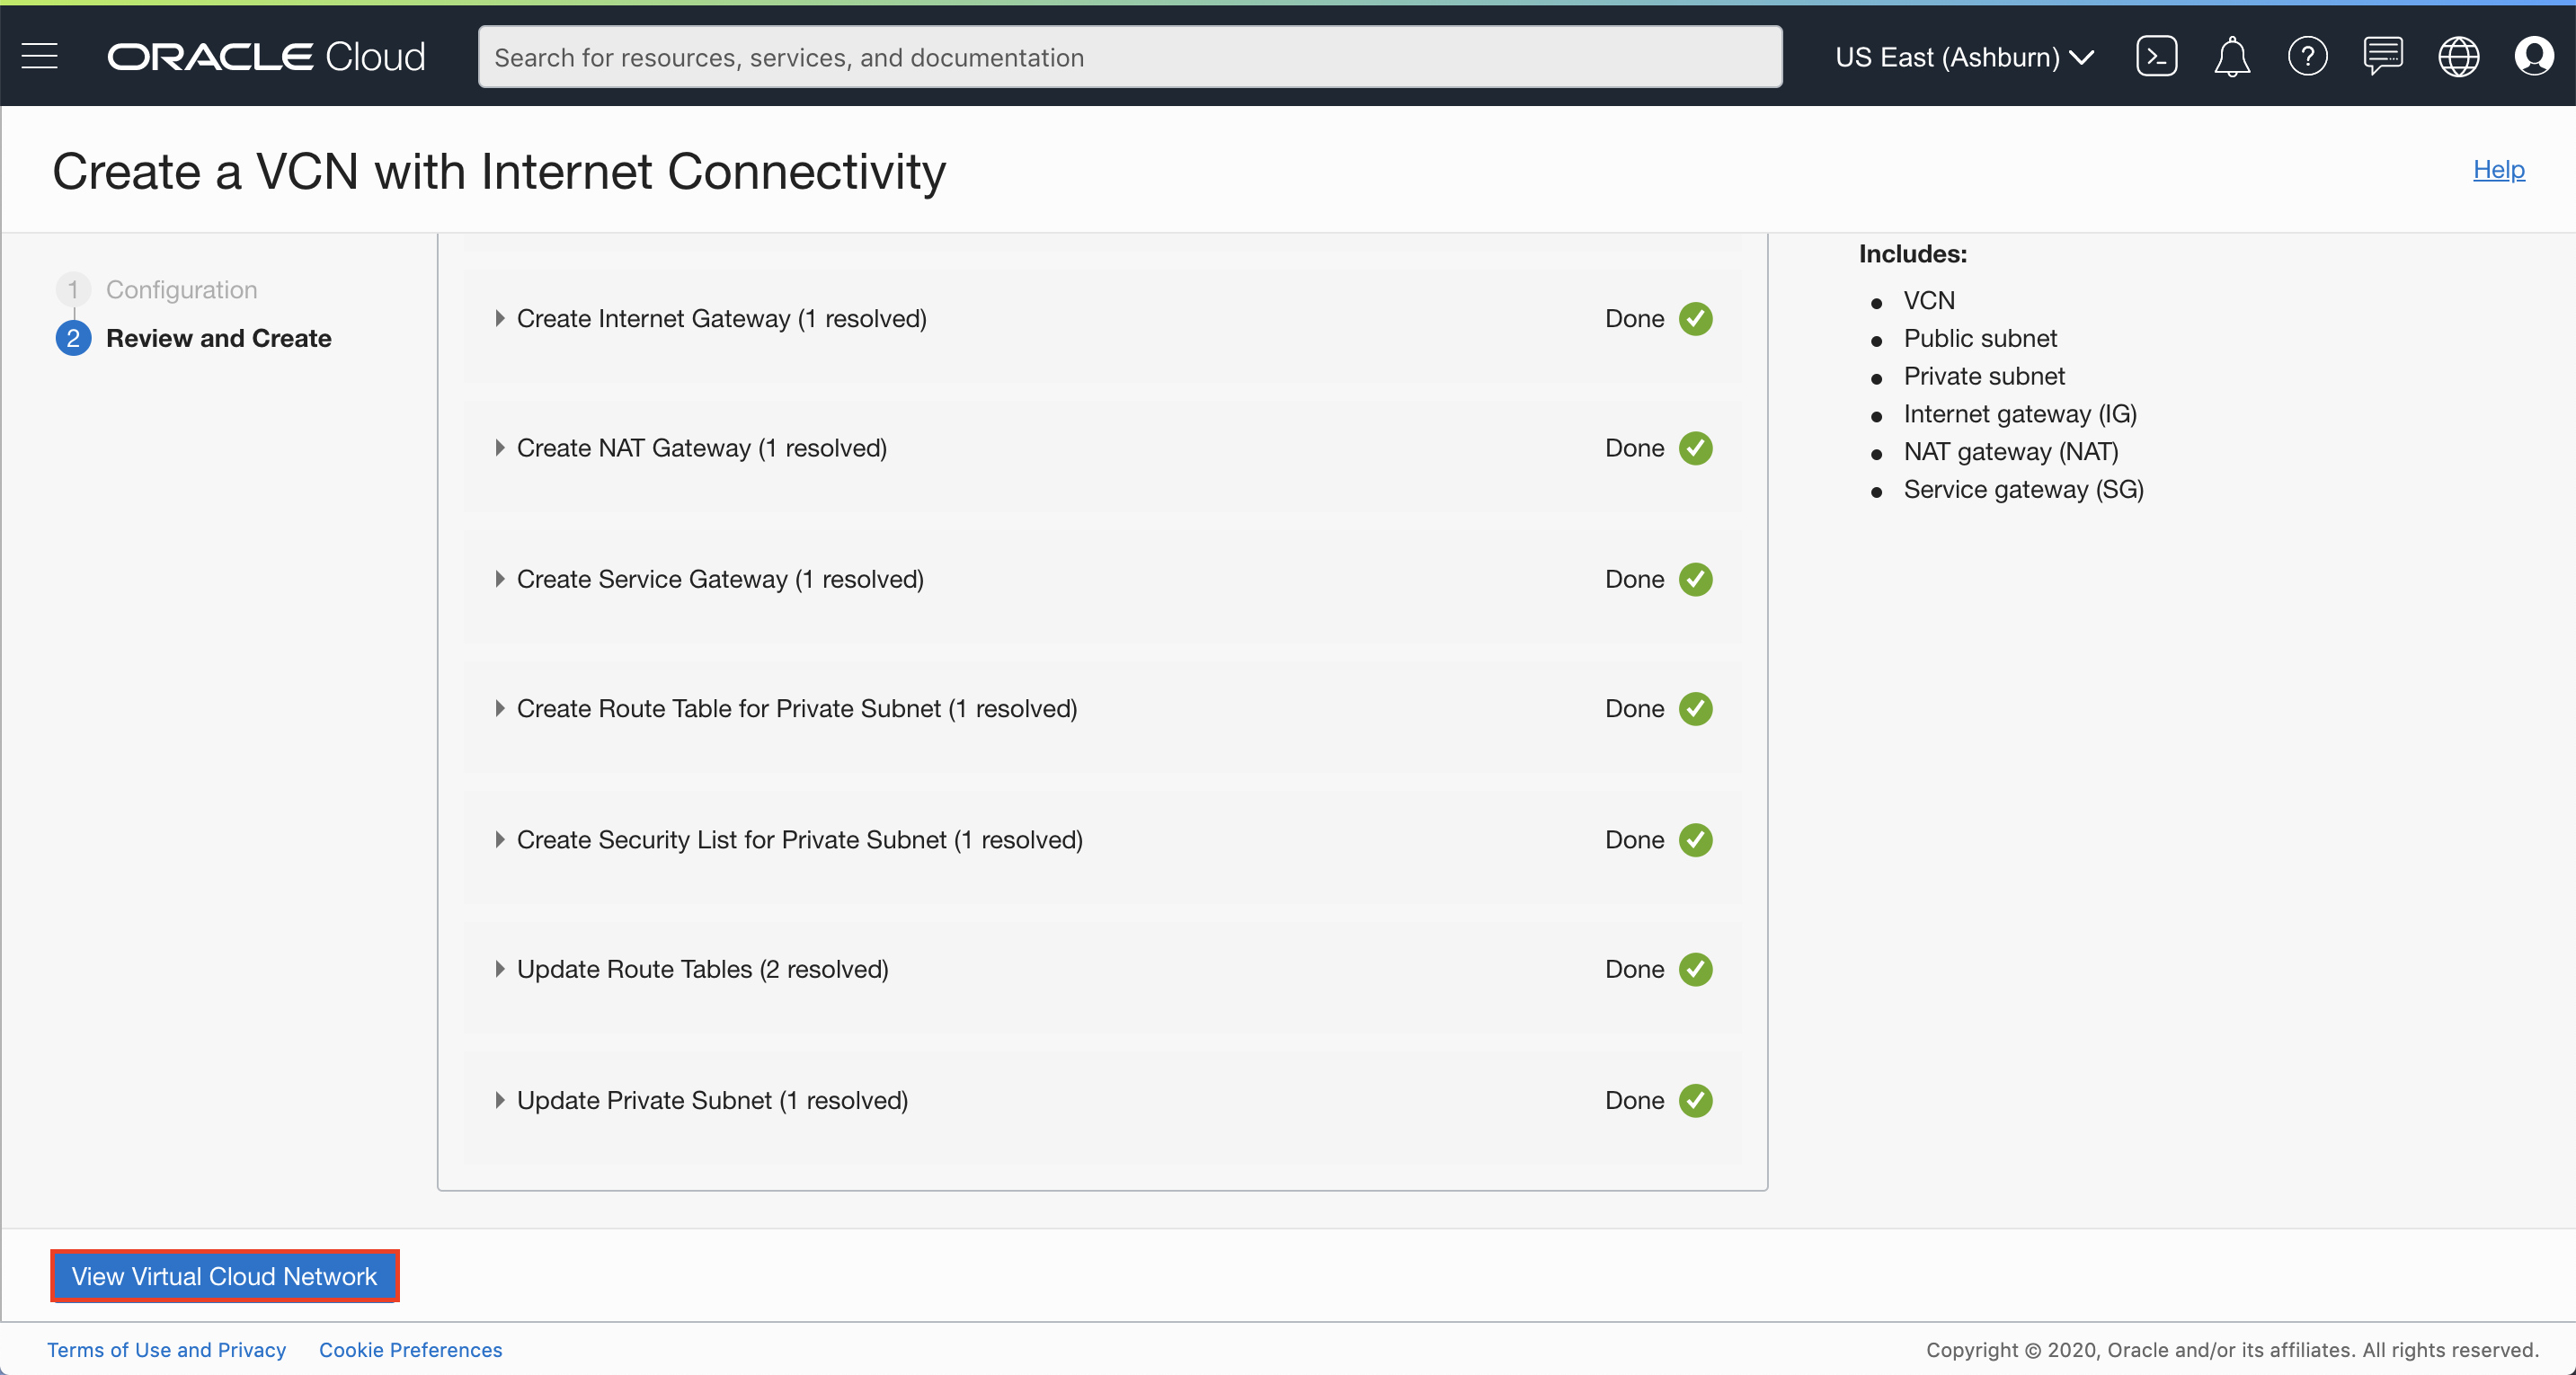 ORACLE Cloud
Search for resources, services, and documentation
US East (Ashburn)
Create a VCN with Internet Connectivity
Help
1 Configuration
2 Review and Create
Create Internet Gateway (1 resolved) Done
Create NAT Gateway (1 resolved) Done
Create Service Gateway (1 resolved) Done
Create Route Table for Private Subnet (1 resolved) Done
Create Security List for Private Subnet (1 resolved) Done
Update Route Tables (2 resolved) Done
Update Private Subnet (1 resolved) Done
Includes:
VCN
Public subnet
Private subnet
Internet gateway (IG)
NAT gateway (NAT)
Service gateway (SG)
View Virtual Cloud Network
Terms of Use and Privacy Cookie Preferences
Copyright © 2020, Oracle and/or its affiliates. All rights reserved.